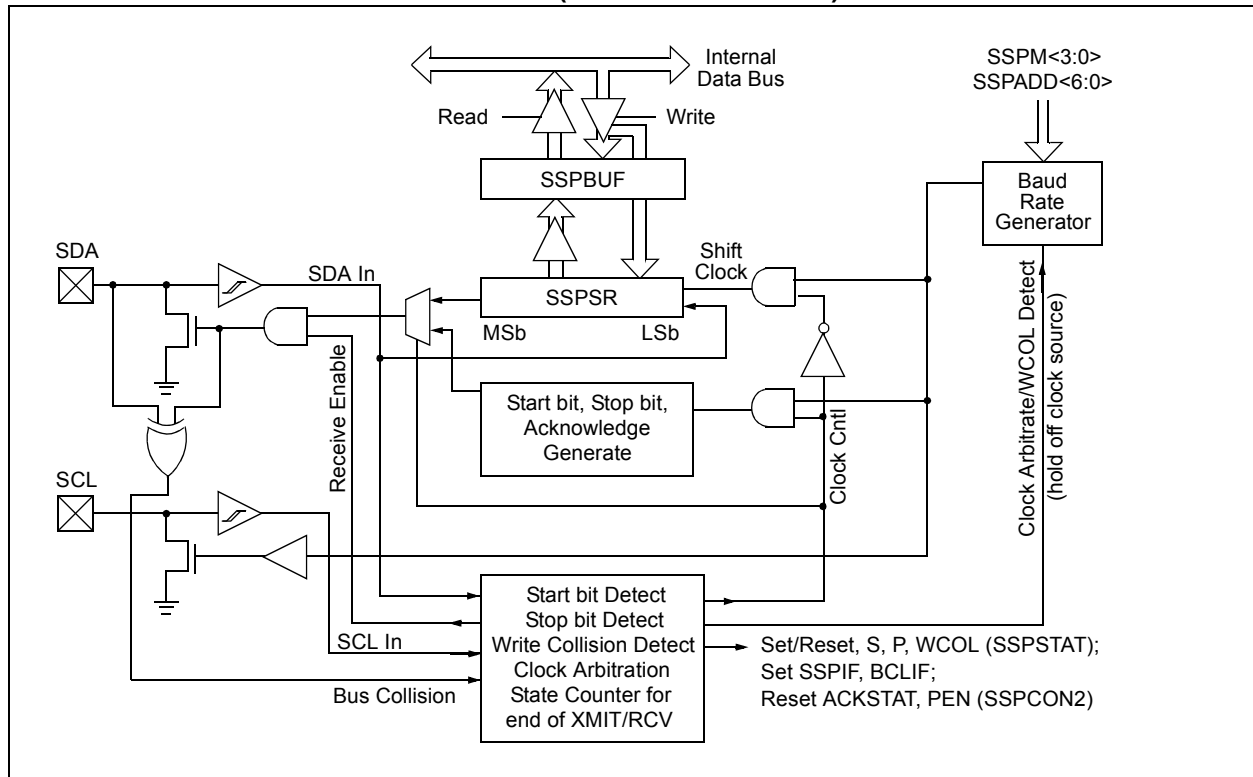 Internal
Data Bus
Read
Write
SSPM<3:0>
SSPADD<6:0>
SSPBUF
Baud
Rate
Generator
SDA
SDA In
Shift
Clock
SSPSR
MSb
LSb
Receive Enable
Start bit, Stop bit,
Acknowledge
Generate
Clock Cntl
Clock Arbitrate/WCOL Detect
(hold off clock source)
SCL
SCL In
Bus Collision
Start bit Detect
Stop bit Detect
Write Collision Detect
Clock Arbitration
State Counter for
end of XMIT/RCV
Set/Reset, S, P, WCOL (SSPSTAT);
Set SSPIF, BCLIF;
Reset ACKSTAT, PEN (SSPCON2)